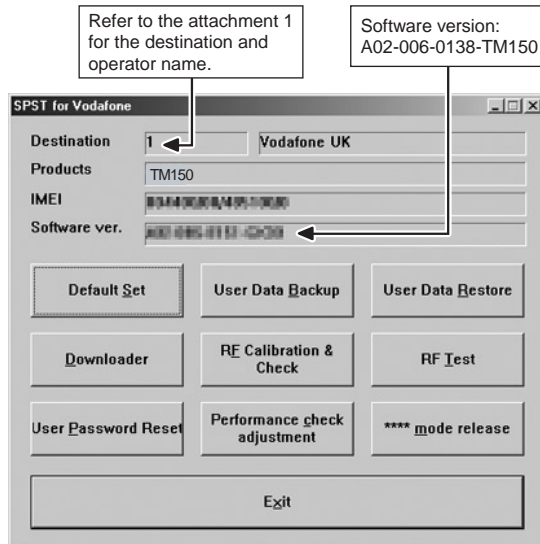 Refer to the attachment 1
for the destination and
operator name.
Software version:
A02-006-0138-TM150
SPST for Vodafone
Destination 1 Vodafone UK
Products TM150
IMEI
Software ver.
Default Set User Data Backup User Data Restore
Downloader RF Calibration &
Check RF Test
User Password Reset Performance check
adjustment **** mode release
Exit